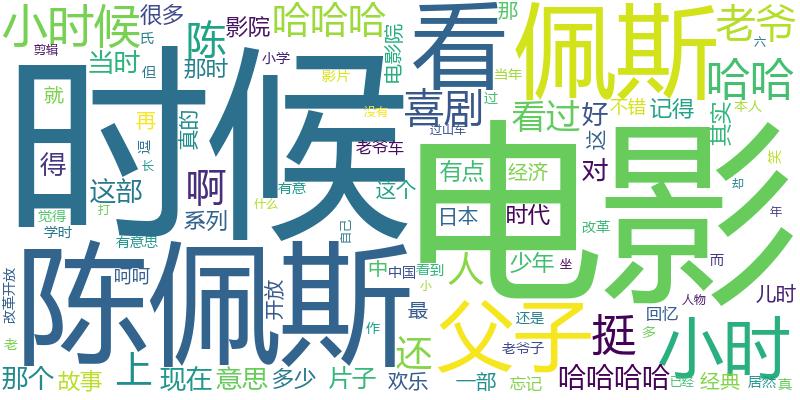 小时候
很多
陈
影院
哈哈哈
看
佩斯
那
老爷
剪辑
氏
当时
但
那时
小学
影片
电影院
当年
六
哈哈
就
再
真的
时候
没有
喜剧
过
看过
好
不错
记得
本人
得
逗
长
这部
啊
老爷车
过山车
这
其实
笑
觉得
打
有意
系列
什么
这个
电影
有点
经济
对
却
学时
有意思
自己
日本
时代
改革
年
陈佩斯
呵呵
中
中国
看到
小
人
少年
坐
而
儿时
改革开放
开放
作
最
父子
还是
挺
回忆
人物
老
还
老爷子
多
小时
那个
故事
上
现在
意思
多少
片子
欢乐
一部
忘记
哈哈哈哈
已经
经典
居然
真